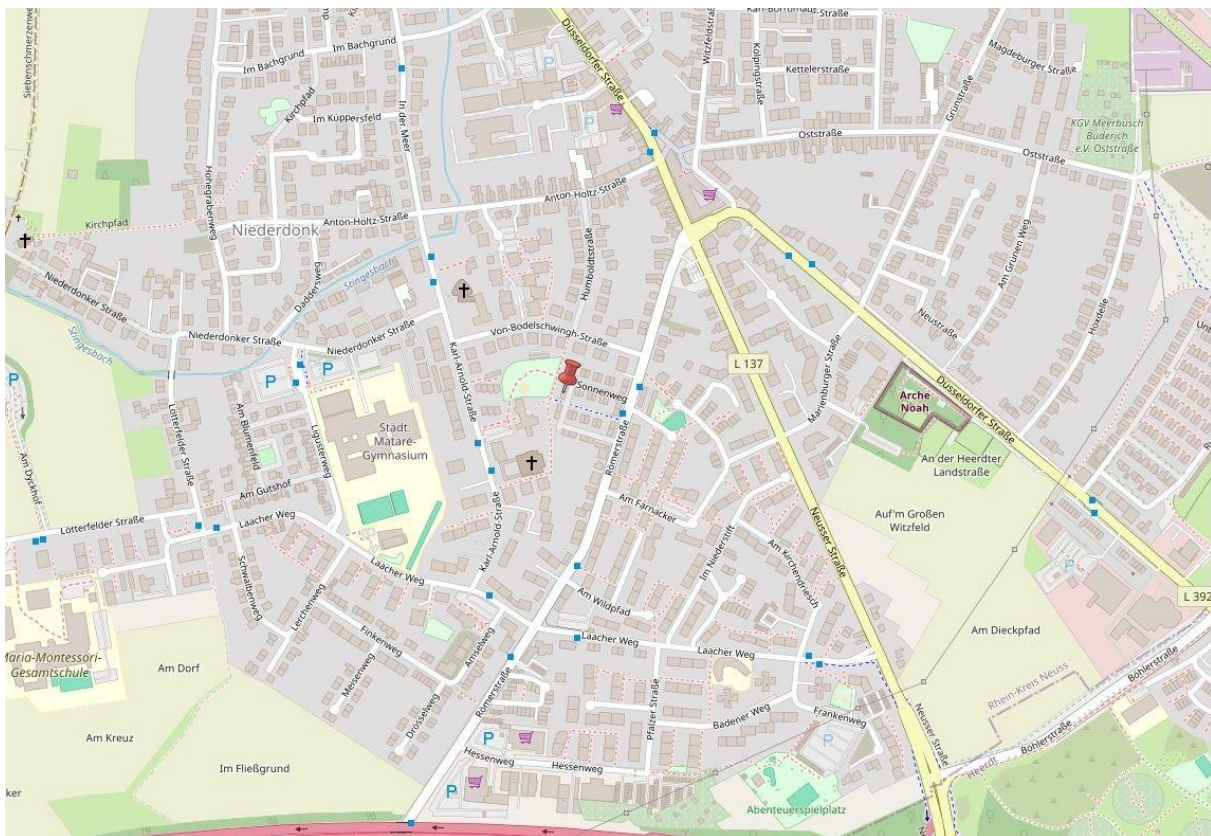 Siebenschmerzenwe
Im Bachgrund
Im Bachgrund
Kirchpfad
Im Küppersfeld
In der Meer
Düsseldorfer Straße
P
Witzfeldstraße
Karl-Borromäus-
Straße
Kolpingstraße
Kettelerstraße
Oststraße
Grünstraße
Magdeburger Straße
KGV Meerbusch
Büderich
e.V. Oststraße
Oststraße
Hohegrabenweg
Anton-Holtz-Straße
Anton-Holtz-Straße
Kirchpfad
Niederdonk
Daddersweg
Stingesbach
Humboldtstraße
Am Grünen Weg
Neustraße
Hoxdelle
Niederdonker Straße
Niederdonker Straße
Niederdonker Straße
Stingesbach
Von-Bodelschwingh-Straße
Karl-Arnold-Straße
Sonnenweg
L 137
Marienburger Straße
Düsseldorfer Straße
Arche
Noah
P
P
P
Am Dyckhof
Lötterfelder Straße
Am Blumenfeld
Ligusterweg
Städt.
Mataré-
Gymnasium
Römerstraße
An der Heerdter
Landstraße
Am Gutshof
Lötterfelder Straße
Laacher Weg
Karl-Arnold-Straße
Am Farnacker
Auf'm Großen
Witzfeld
Neusser Straße
Im Niederstift
Am Kirchendriesch
P
Schwalbenweg
Lerchenweg
Laacher Weg
Am Wildpfad
L 392
Maria-Montessori-
Gesamtschule
Am Dorf
Finkenweg
Meisenweg
Amselweg
Laacher Weg
Laacher Weg
Am Dieckpfad
Rhein-Kreis Neuss
Böhlerstraße
Drosselweg
Römerstraße
Pfälzer Straße
Badener Weg
Frankenweg
Neusser Straße
Böhlerstraße
Heerdt
Am Kreuz
Im Fließgrund
P
Hessenweg
Hessenweg
P
P
Abenteuerspielplatz